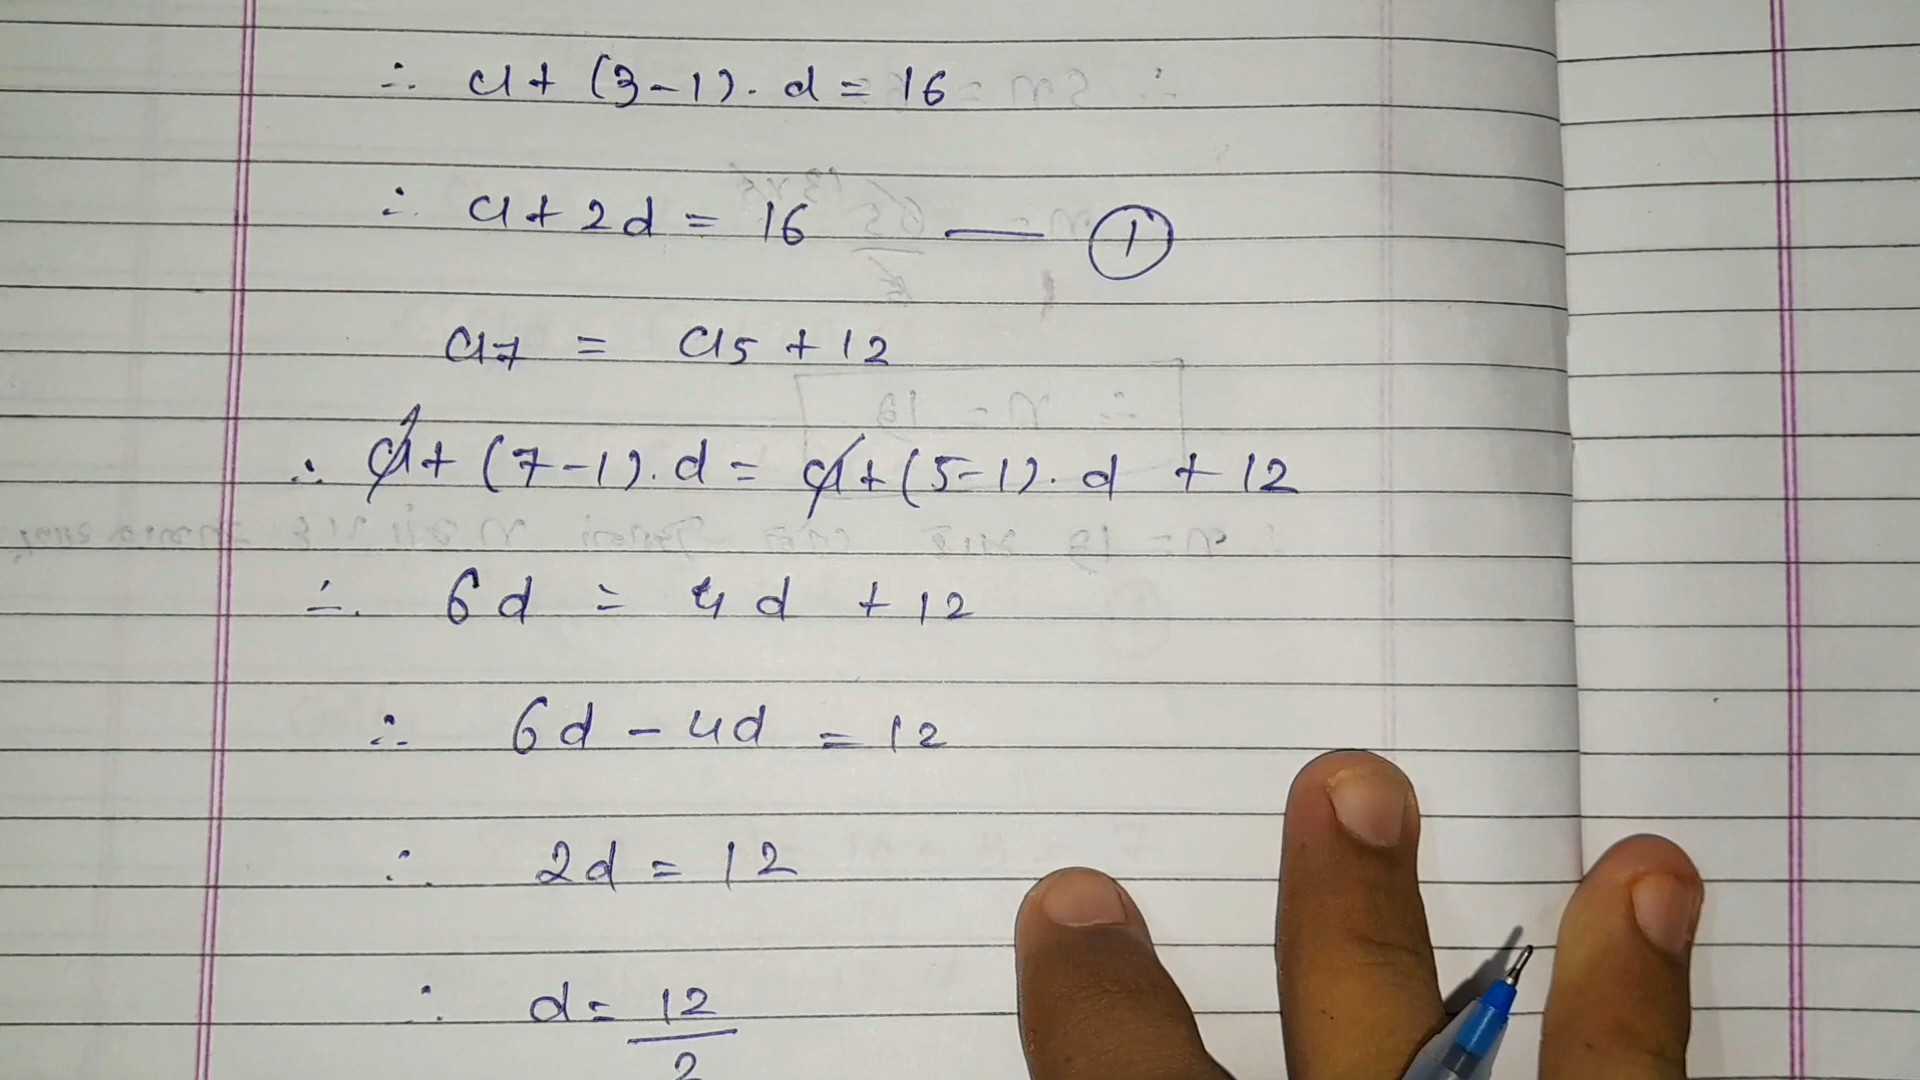 ∴ a + (3-1). d = 16
∴ a + 2d = 16 — ①
a7 = a5 + 12
∴ a + (7-1). d = a + (5-1). d + 12
∴ 6d = 4d + 12
∴ 6d - 4d = 12
∴ 2d = 12
∴ d = 12/2